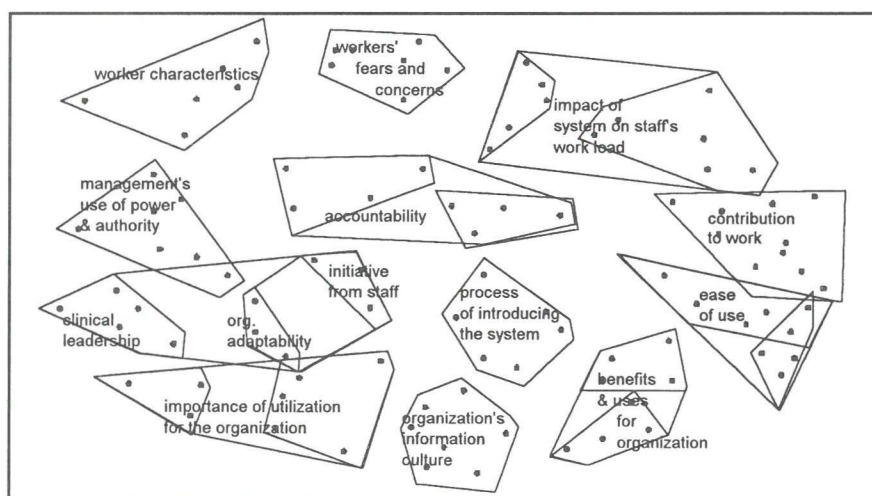 worker characteristics
workers'
fears and
concerns
impact of
system on staff's
work load
management's
use of power
& authority
accountability
contribution
to work
initiative
from staff
clinical
leadership
org.
adaptability
process
of introducing
the system
ease
of use
importance of utilization
for the organization
organization's
information
culture
benefits
& uses
for
organization